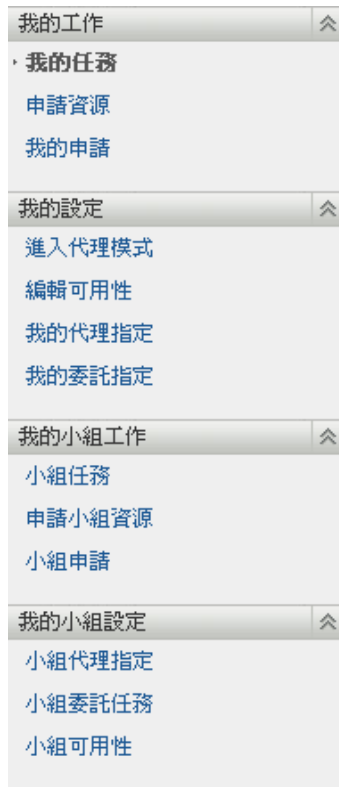 我的工作
我的任務
申請資源
我的申請
我的設定
進入代理模式
編輯可用性
我的代理指定
我的委託指定
我的小組工作
小組任務
申請小組資源
小組申請
我的小組設定
小組代理指定
小組委託任務
小組可用性